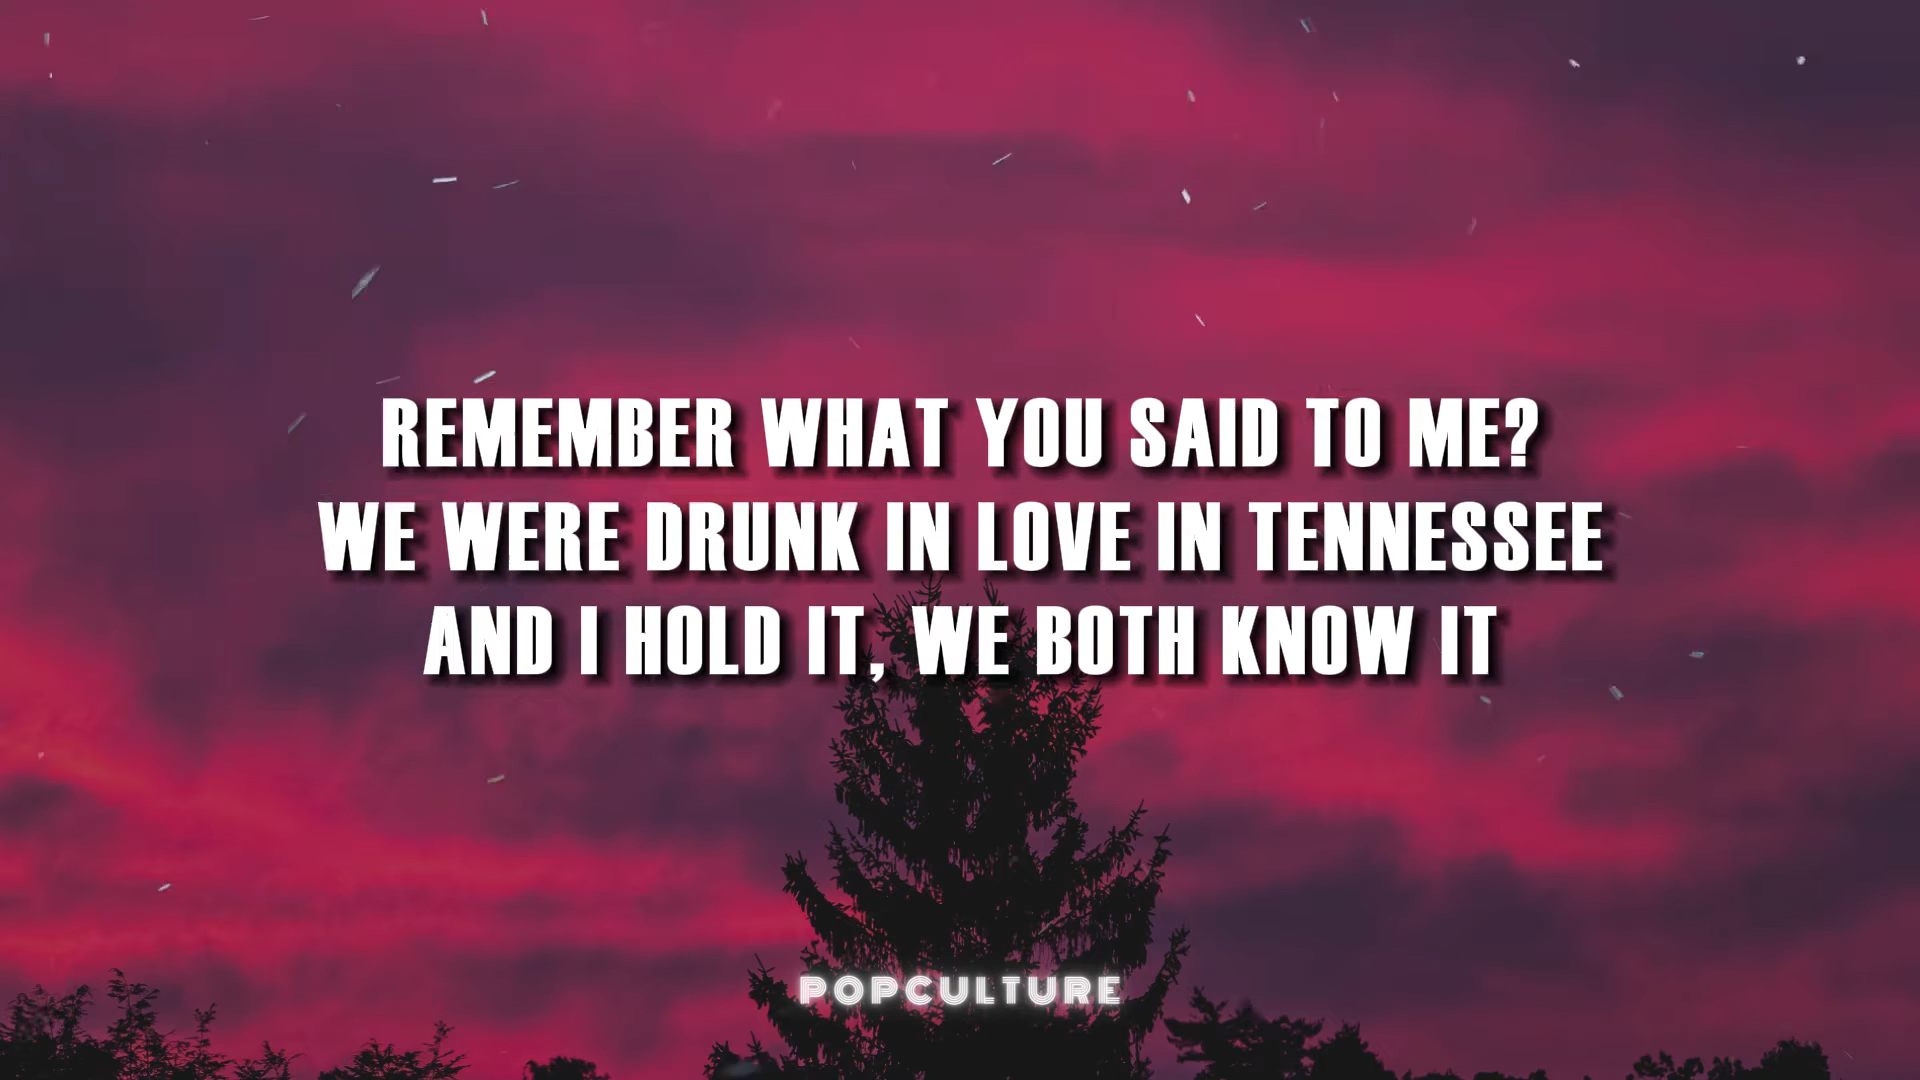 REMEMBER WHAT YOU SAID TO ME?
WE WERE DRUNK IN LOVE IN TENNESSEE
AND I HOLD IT, WE BOTH KNOW IT
POPCULTURE